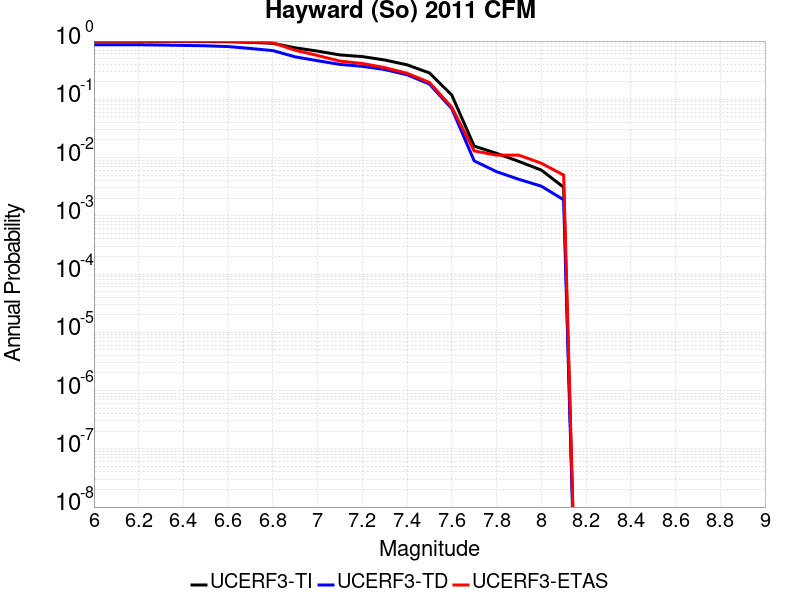 Hayward (So) 2011 CFM
Annual Probability
10^0
10^-1
10^-2
10^-3
10^-4
10^-5
10^-6
10^-7
10^-8
6 6.2 6.4 6.6 6.8 7 7.2 7.4 7.6 7.8 8 8.2 8.4 8.6 8.8 9
Magnitude
UCERF3-TI UCERF3-TD UCERF3-ETAS